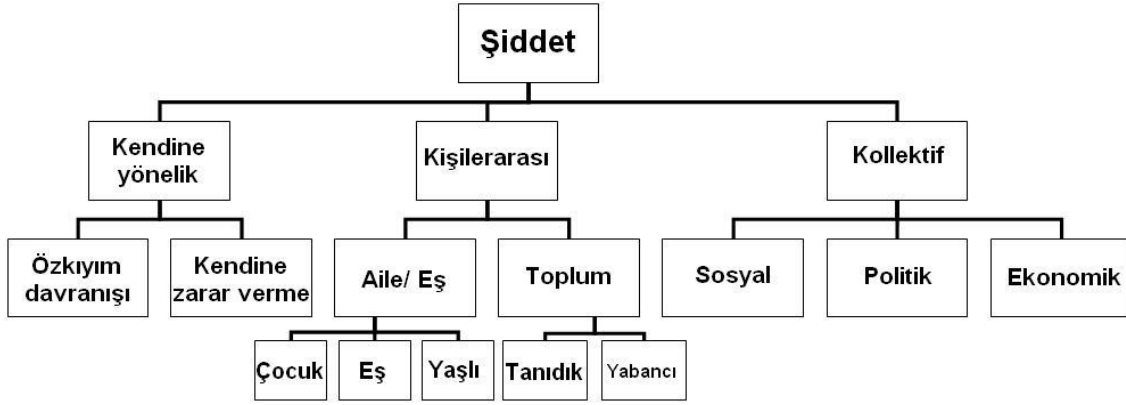 Şiddet
Kendine
yönelik
Kişilerarası
Kollektif
Özkıyım
davranışı
Kendine
zarar verme
Aile/ Eş
Toplum
Sosyal
Politik
Ekonomik
Çocuk
Eş
Yaşlı
Tanıdık
Yabancı